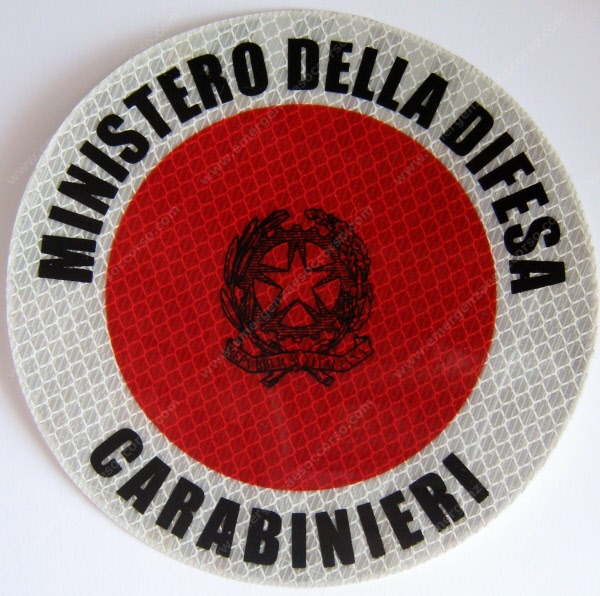 MINISTERO DELLA DIFESA
CARABINIERI